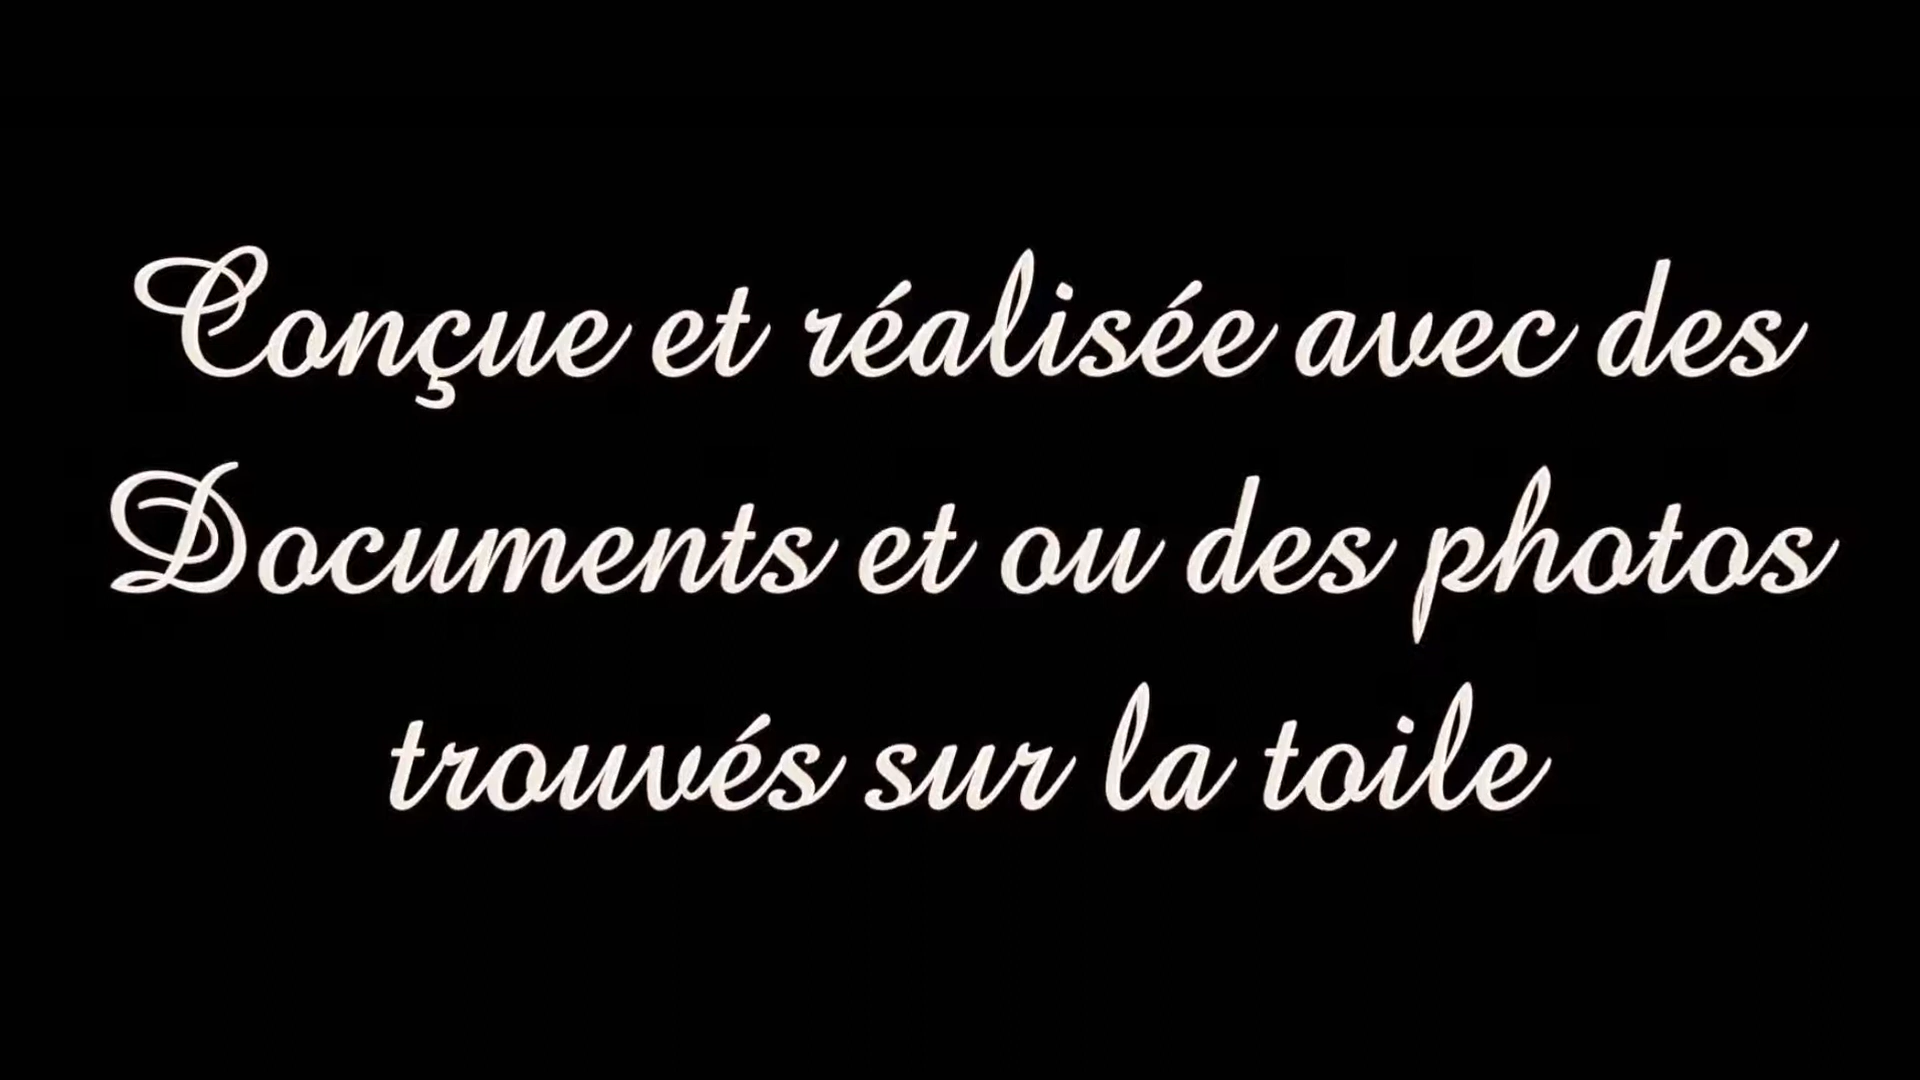 Conçue et réalisée avec des
Documents et ou des photos
trouvés sur la toile